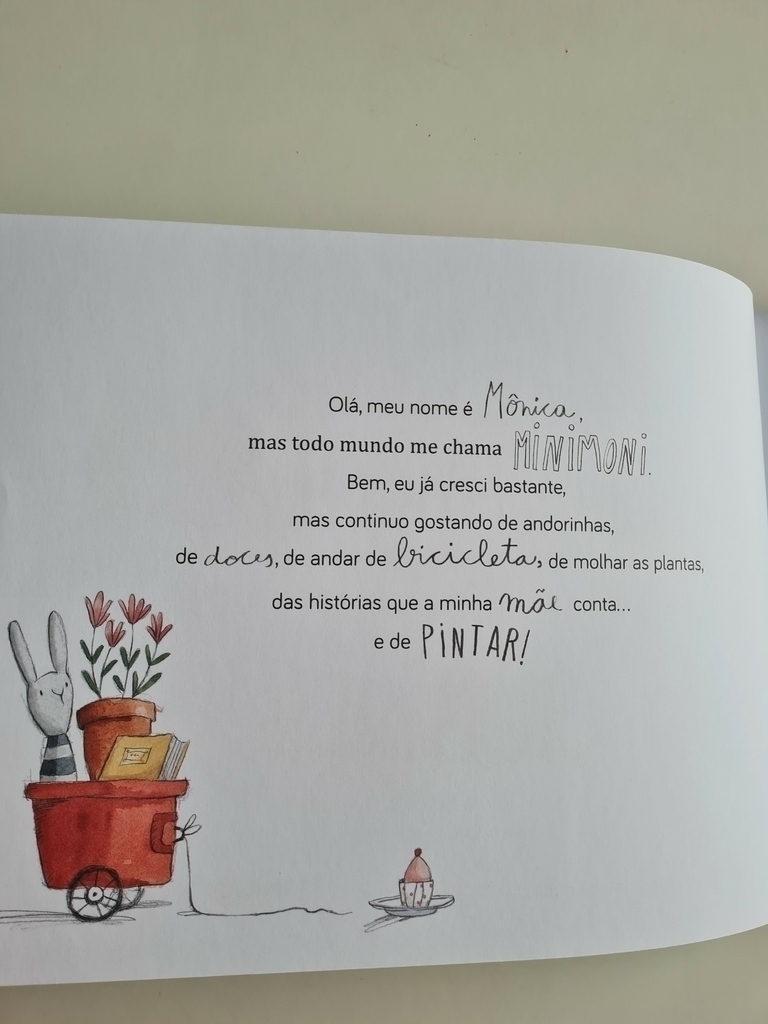 Olá, meu nome é Mônica,
mas todo mundo me chama MINIMONI.
Bem, eu já cresci bastante,
mas continuo gostando de andorinhas,
de doces, de andar de bicicleta, de molhar as plantas,
das histórias que a minha mãe conta...
e de PINTAR!